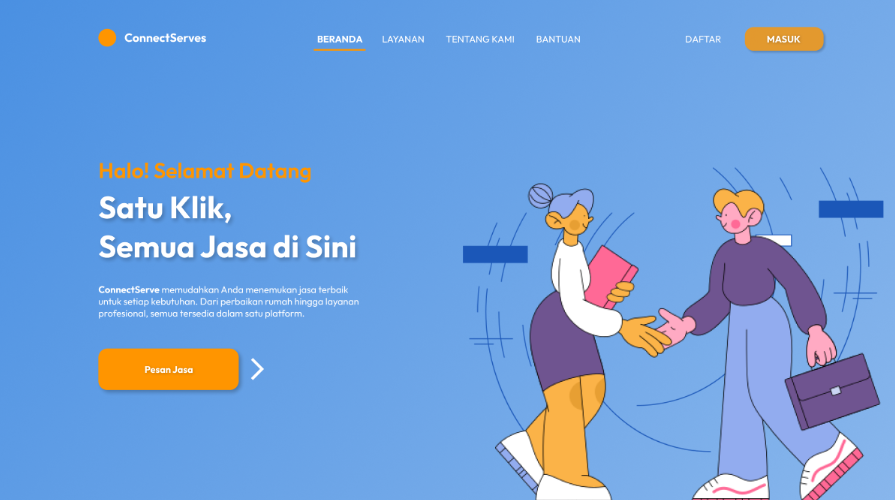 ConnectServes
BERANDA
LAYANAN
TENTANG KAMI
BANTUAN
DAFTAR
MASUK
Halo! Selamat Datang
Satu Klik,
Semua Jasa di Sini
ConnectServe memudahkan Anda menemukan jasa terbaik
untuk setiap kebutuhan. Dari perbaikan rumah hingga layanan
profesional, semua tersedia dalam satu platform.
Pesan Jasa